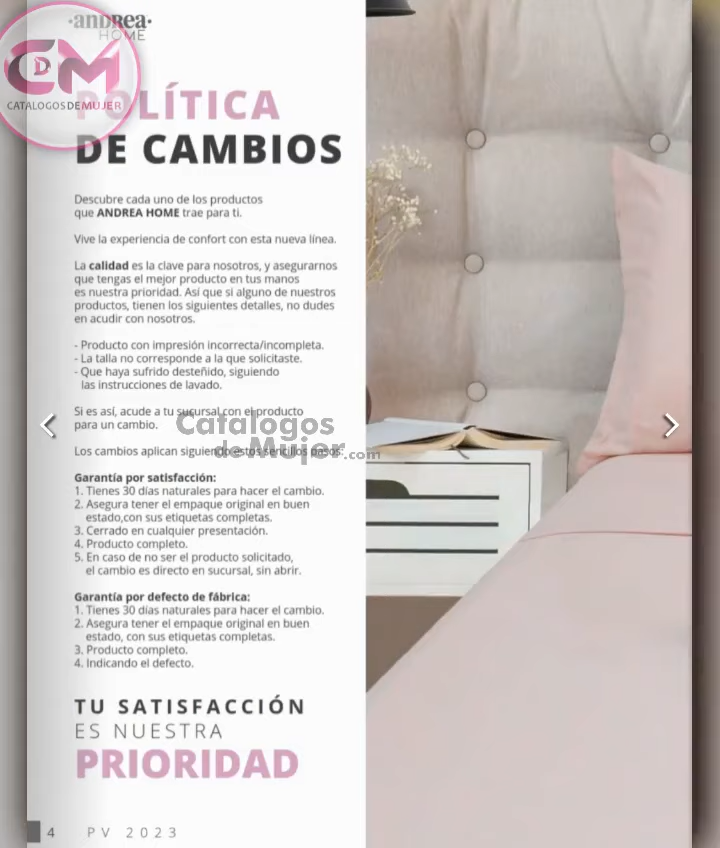 ·andrea·
HOME
CDM
CATALOGOSDEMUJER
POLÍTICA
DE CAMBIOS
Descubre cada uno de los productos
que ANDREA HOME trae para ti.
Vive la experiencia de confort con esta nueva línea.
La calidad es la clave para nosotros, y asegurarnos
que tengas el mejor producto en tus manos
es nuestra prioridad. Así que si alguno de nuestros
productos, tienen los siguientes detalles, no dudes
en acudir con nosotros.
- Producto con impresión incorrecta/incompleta.
- La talla no corresponde a la que solicitaste.
- Que haya sufrido desteñido, siguiendo
las instrucciones de lavado.
Si es así, acude a tu sucursal con el producto
para un cambio.
Catalogos
deMujer.com
Los cambios aplican siguiendo estos sencillos pasos:
Garantía por satisfacción:
1. Tienes 30 días naturales para hacer el cambio.
2. Asegura tener el empaque original en buen
estado,con sus etiquetas completas.
3. Cerrado en cualquier presentación.
4. Producto completo.
5. En caso de no ser el producto solicitado,
el cambio es directo en sucursal, sin abrir.
Garantía por defecto de fábrica:
1. Tienes 30 días naturales para hacer el cambio.
2. Asegura tener el empaque original en buen
estado, con sus etiquetas completas.
3. Producto completo.
4. Indicando el defecto.
TU SATISFACCIÓN
ES NUESTRA
PRIORIDAD
4 PV 2023